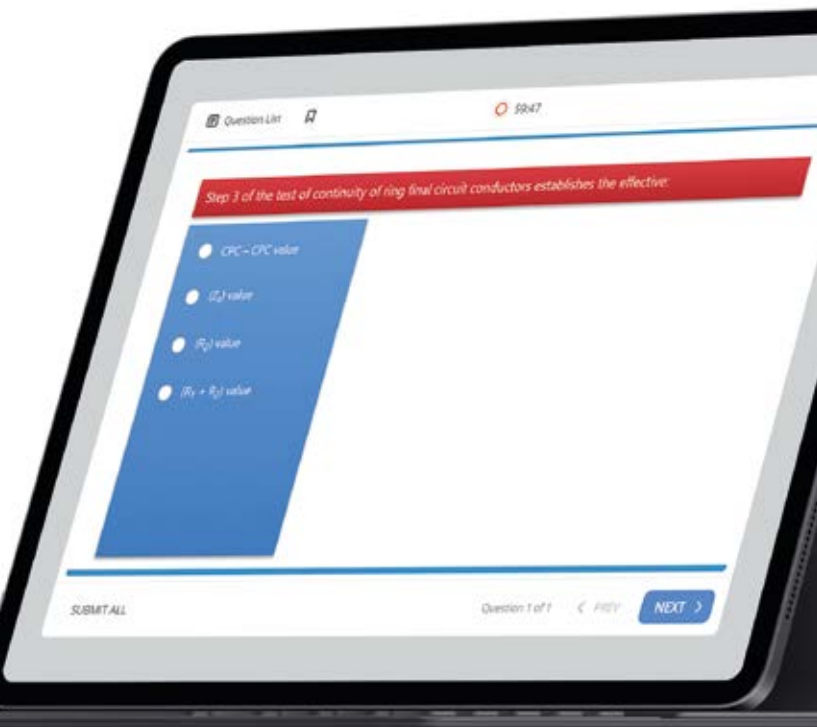 Question List
59:47
Step 3 of the test of continuity of ring final circuit conductors establishes the effective:
CPC – CPC value
(Zₛ) value
(R₂) value
(R₁ + R₂) value
SUBMIT ALL
Question 1 of 1
PREV
NEXT